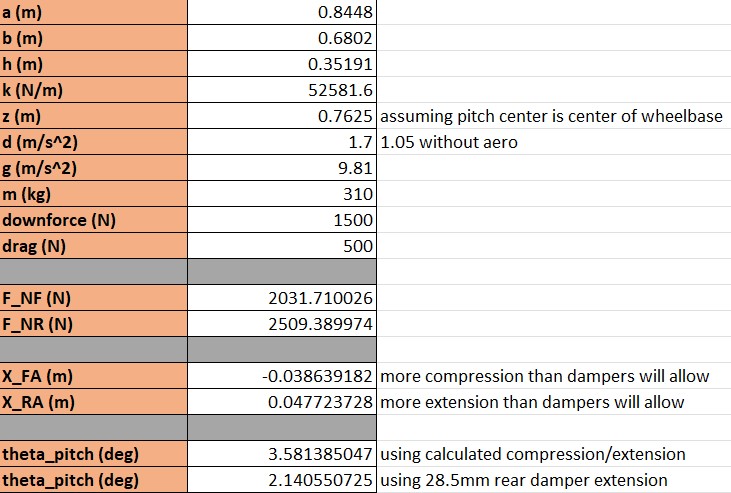 a (m) 0.8448
b (m) 0.6802
h (m) 0.35191
k (N/m) 52581.6
z (m) 0.7625 assuming pitch center is center of wheelbase
d (m/s^2) 1.7 1.05 without aero
g (m/s^2) 9.81
m (kg) 310
downforce (N) 1500
drag (N) 500
F_NF (N) 2031.710026
F_NR (N) 2509.389974
X_FA (m) -0.038639182 more compression than dampers will allow
X_RA (m) 0.047723728 more extension than dampers will allow
theta_pitch (deg) 3.581385047 using calculated compression/extension
theta_pitch (deg) 2.140550725 using 28.5mm rear damper extension